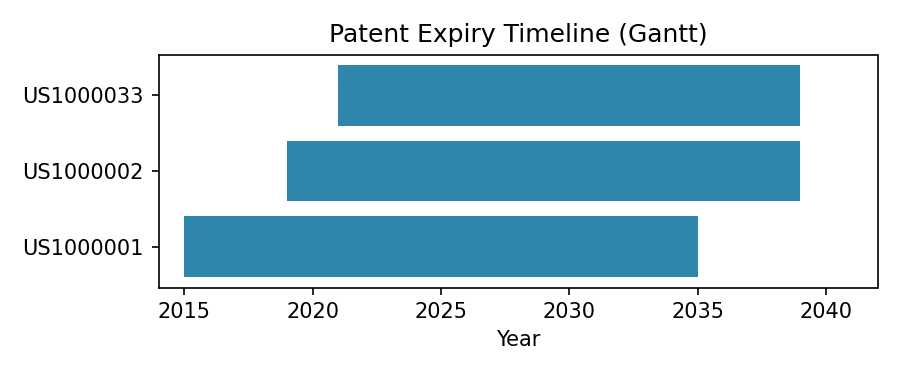 Patent Expiry Timeline (Gantt)
US1000033
US1000002
US1000001
2015 2020 2025 2030 2035 2040
Year